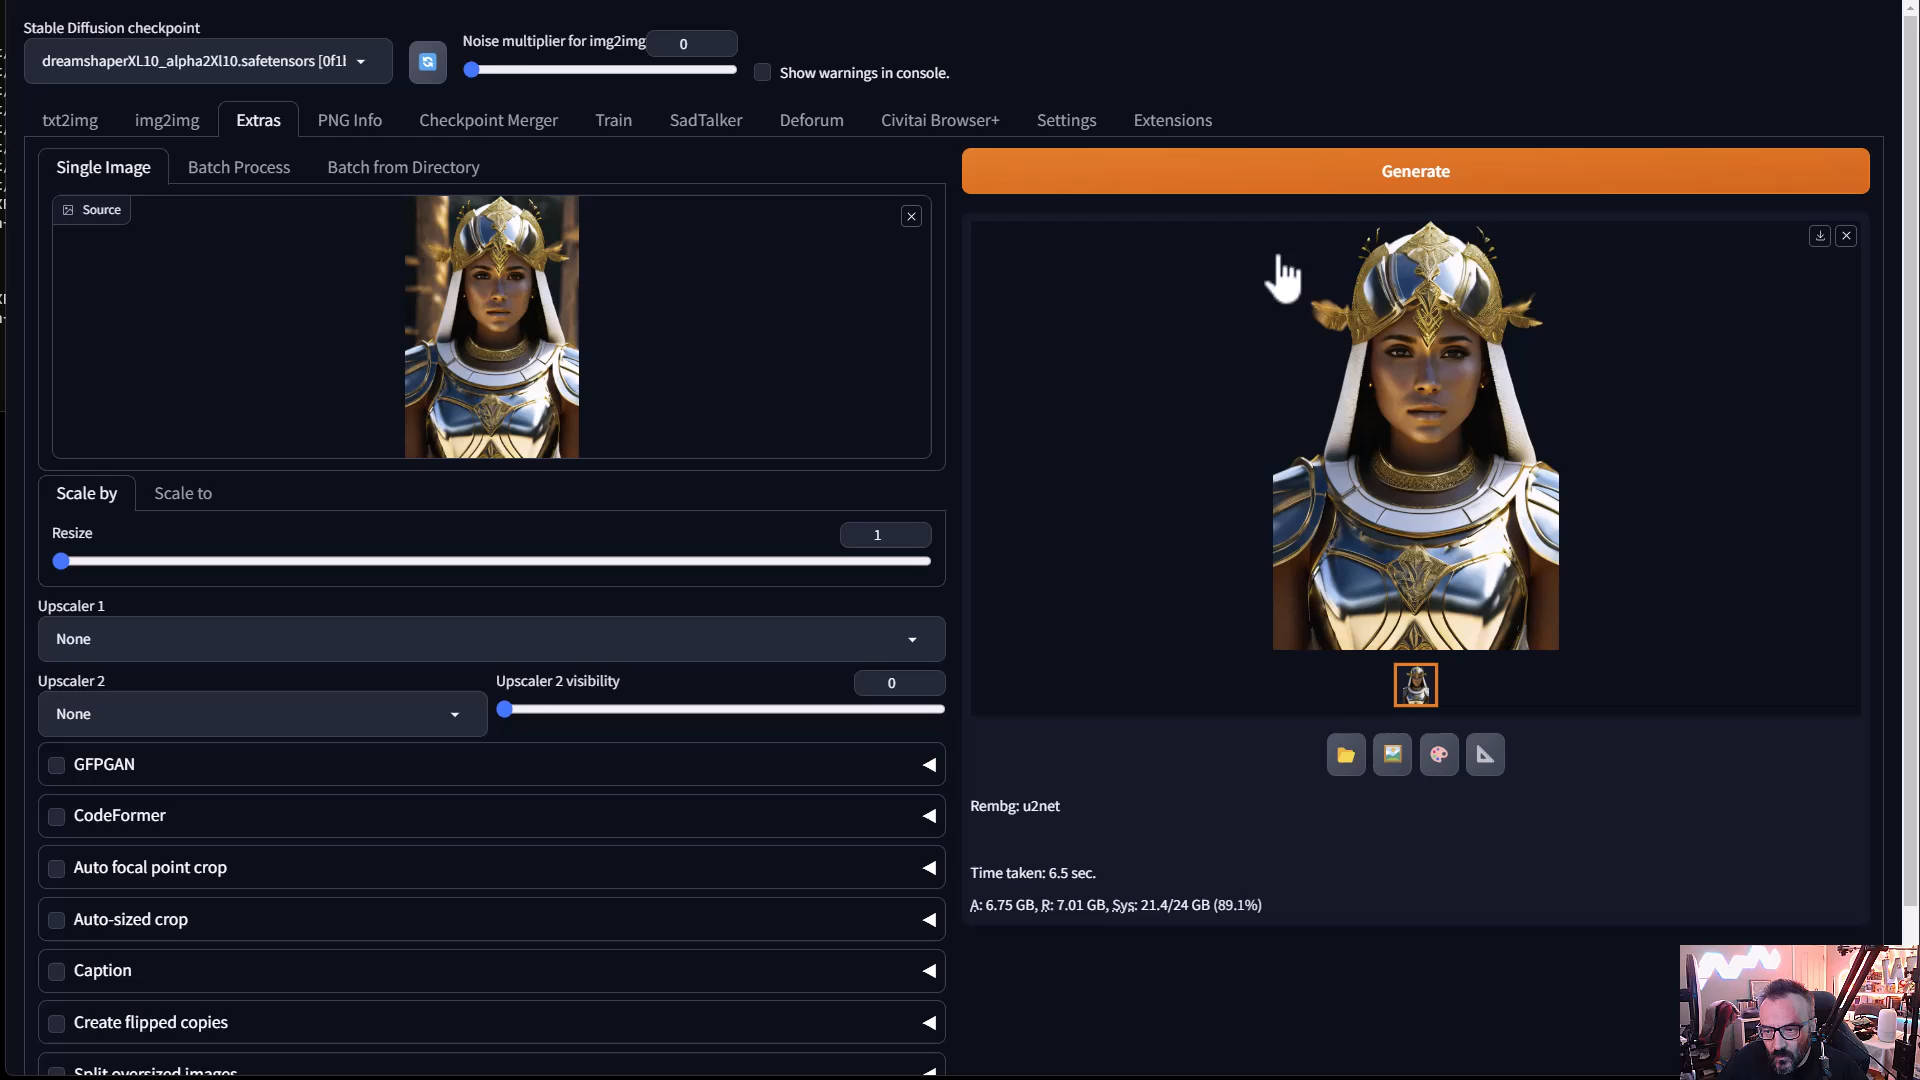 Stable Diffusion checkpoint
dreamshaperXL10_alpha2Xl10.safetensors [0f1b
Noise multiplier for img2img
0
Show warnings in console.
txt2img
img2img
Extras
PNG Info
Checkpoint Merger
Train
SadTalker
Deforum
Civitai Browser+
Settings
Extensions
Single Image
Batch Process
Batch from Directory
Generate
Source
Scale by
Scale to
Resize
1
Upscaler 1
None
Upscaler 2
None
Upscaler 2 visibility
0
GFPGAN
CodeFormer
Auto focal point crop
Auto-sized crop
Caption
Create flipped copies
Split oversized images
Rembg: u2net
Time taken: 6.5 sec.
A: 6.75 GB, R: 7.01 GB, Sys: 21.4/24 GB (89.1%)